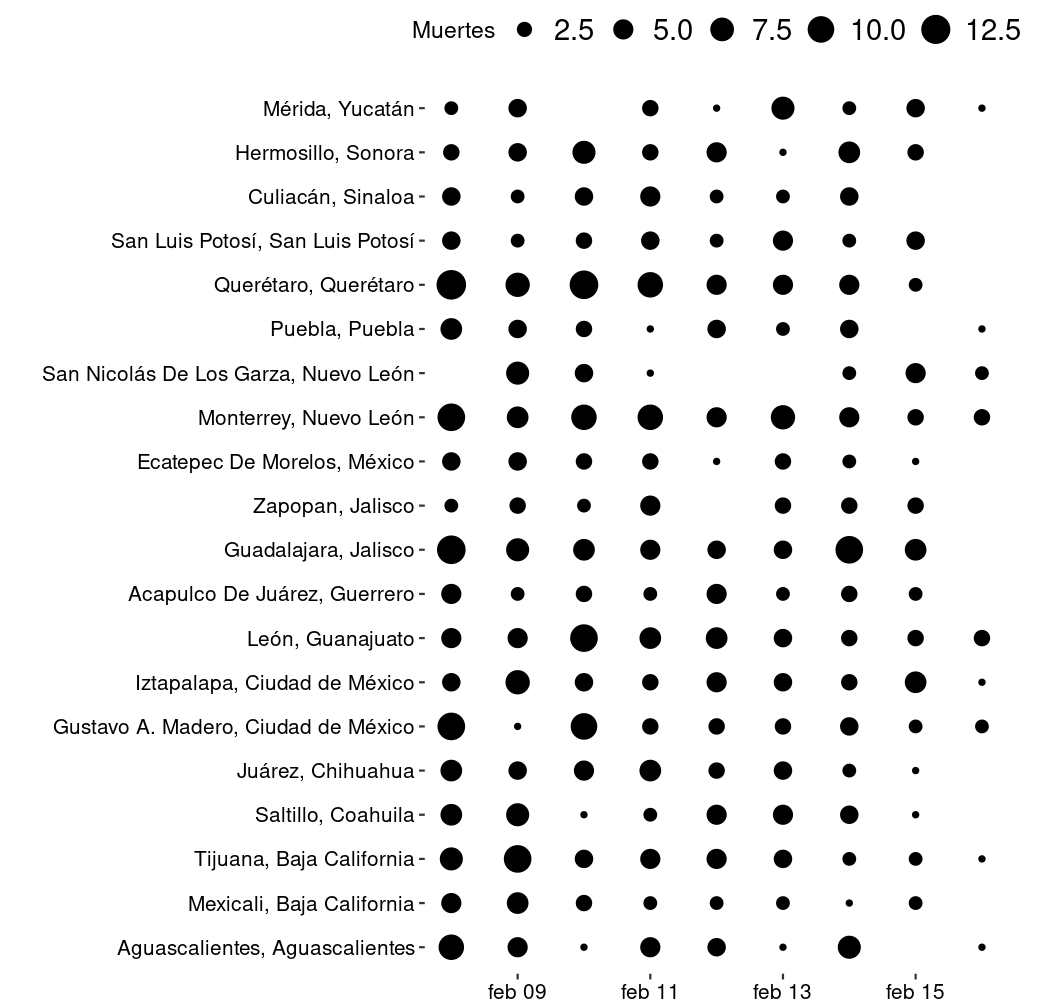 Muertes 2.5 5.0 7.5 10.0 12.5
Mérida, Yucatán
Hermosillo, Sonora
Culiacán, Sinaloa
San Luis Potosí, San Luis Potosí
Querétaro, Querétaro
Puebla, Puebla
San Nicolás De Los Garza, Nuevo León
Monterrey, Nuevo León
Ecatepec De Morelos, México
Zapopan, Jalisco
Guadalajara, Jalisco
Acapulco De Juárez, Guerrero
León, Guanajuato
Iztapalapa, Ciudad de México
Gustavo A. Madero, Ciudad de México
Juárez, Chihuahua
Saltillo, Coahuila
Tijuana, Baja California
Mexicali, Baja California
Aguascalientes, Aguascalientes
feb 09 feb 11 feb 13 feb 15